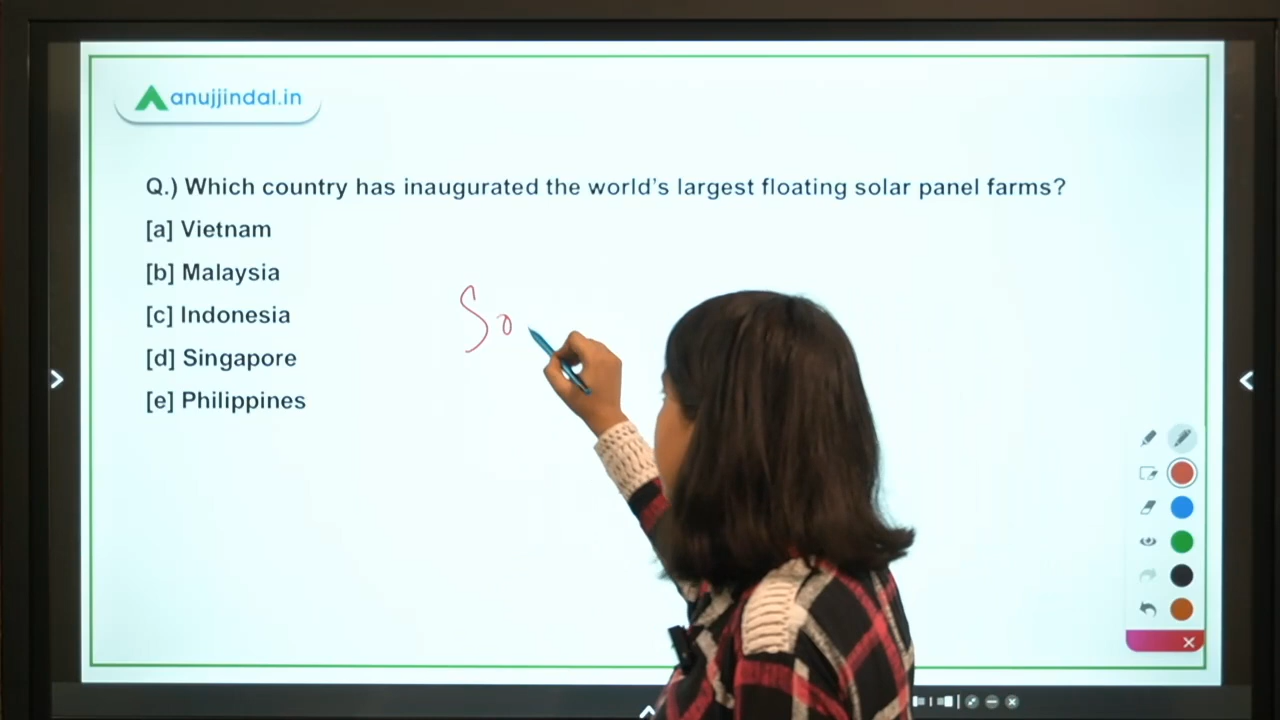 anujjindal.in
Q.) Which country has inaugurated the world's largest floating solar panel farms?
[a] Vietnam
[b] Malaysia
[c] Indonesia
So
[d] Singapore
[e] Philippines